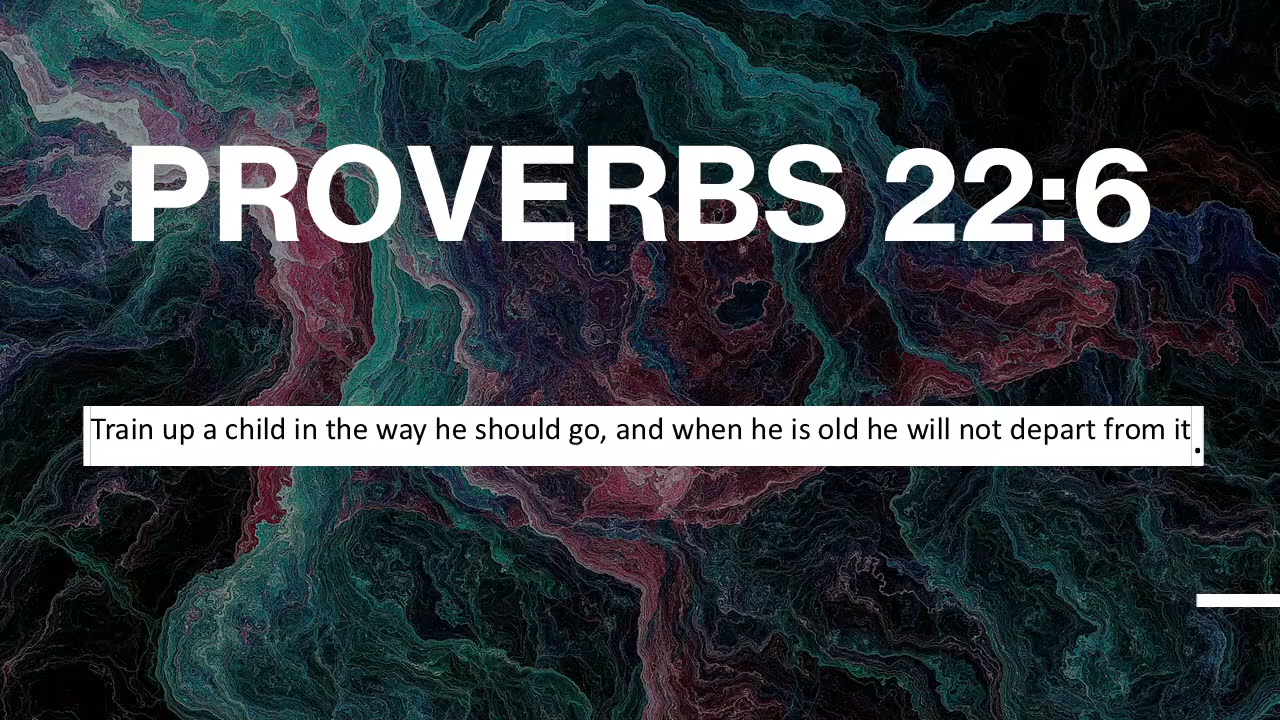 PROVERBS 22:6
Train up a child in the way he should go, and when he is old he will not depart from it.